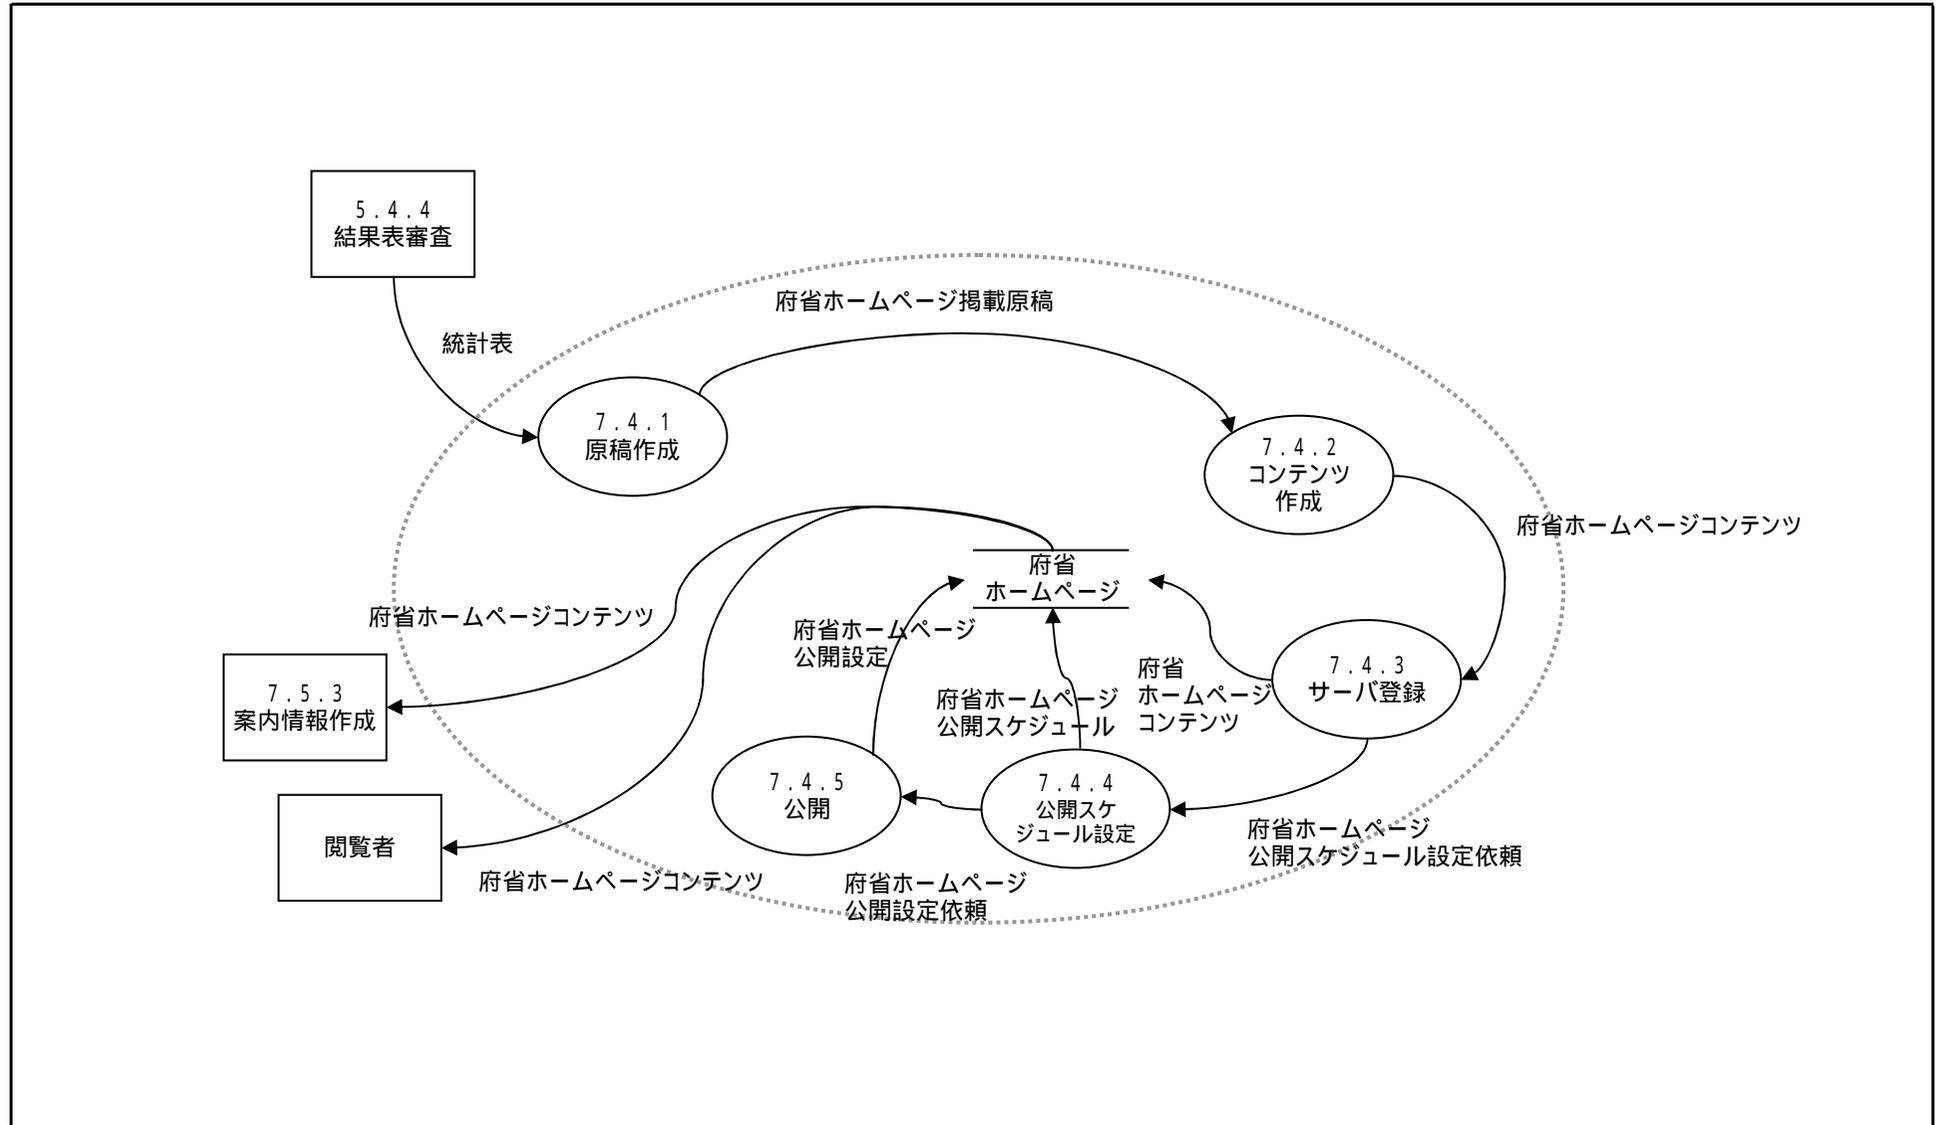 5.4.4
結果表審査
府省ホームページ掲載原稿
統計表
7.4.1
原稿作成
7.4.2
コンテンツ
作成
府省ホームページコンテンツ
府省
ホームページ
府省ホームページコンテンツ
府省ホームページ
公開設定
府省
ホームページ
コンテンツ
7.4.3
サーバ登録
7.5.3
案内情報作成
府省ホームページ
公開スケジュール
7.4.5
公開
7.4.4
公開スケ
ジュール設定
府省ホームページ
公開スケジュール設定依頼
閲覧者
府省ホームページコンテンツ
府省ホームページ
公開設定依頼